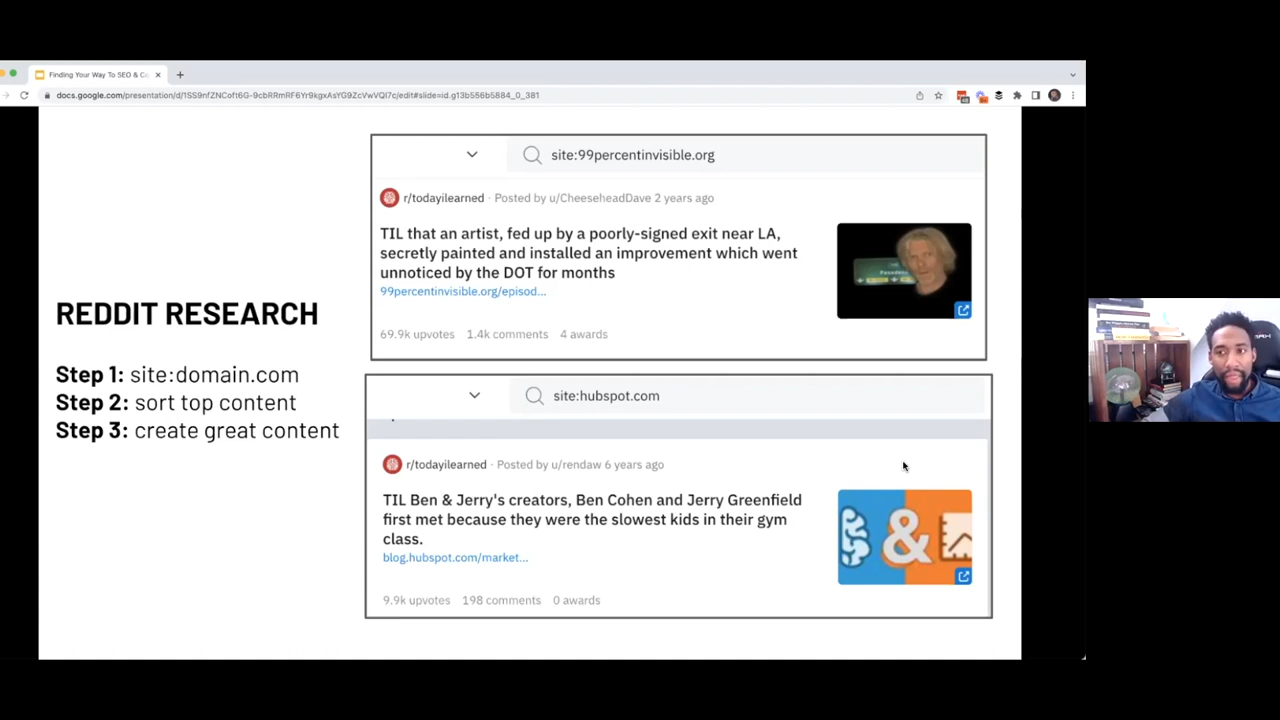 Finding Your Way To SEO & Co
docs.google.com/presentation/d/1SS9nfZNCoft6G-9cbRRmRF6Yr9kgxAsYG9ZcVwVQI7c/edit#slide=id.g13b556b5884_0_381
REDDIT RESEARCH
Step 1: site:domain.com
Step 2: sort top content
Step 3: create great content
site:99percentinvisible.org
r/todayilearned · Posted by u/CheeseheadDave 2 years ago
TIL that an artist, fed up by a poorly-signed exit near LA,
secretly painted and installed an improvement which went
unnoticed by the DOT for months
99percentinvisible.org/episod...
69.9k upvotes 1.4k comments 4 awards
site:hubspot.com
r/todayilearned · Posted by u/rendaw 6 years ago
TIL Ben & Jerry's creators, Ben Cohen and Jerry Greenfield
first met because they were the slowest kids in their gym
class.
blog.hubspot.com/market...
&
9.9k upvotes 198 comments 0 awards